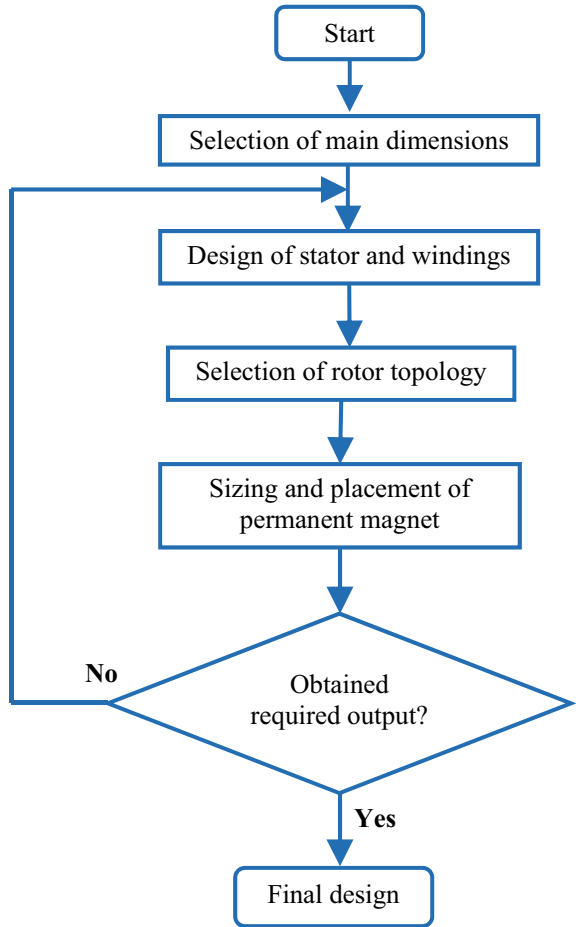 Start
Selection of main dimensions
Design of stator and windings
Selection of rotor topology
Sizing and placement of
permanent magnet
No
Obtained
required output?
Yes
Final design